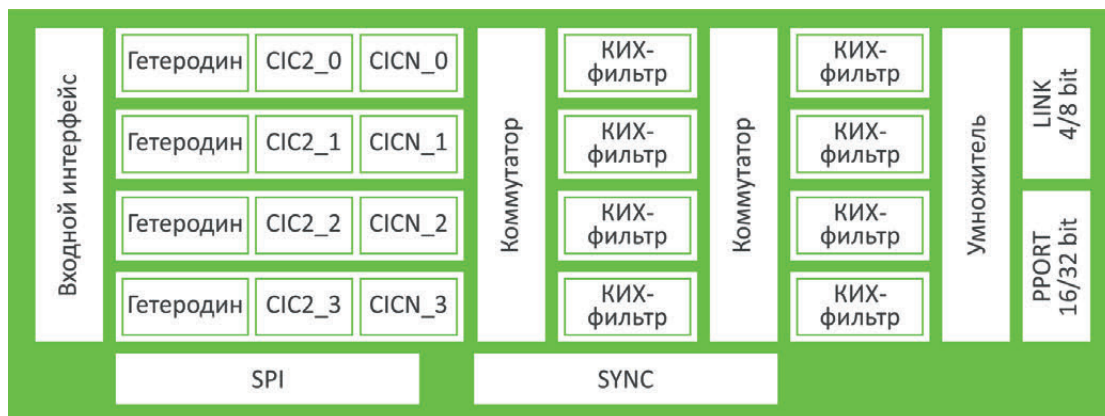 Входной интерфейс
Гетеродин CIC2_0 CICN_0
Гетеродин CIC2_1 CICN_1
Гетеродин CIC2_2 CICN_2
Гетеродин CIC2_3 CICN_3
Коммутатор
КИХ-
фильтр
КИХ-
фильтр
КИХ-
фильтр
КИХ-
фильтр
Коммутатор
КИХ-
фильтр
КИХ-
фильтр
КИХ-
фильтр
КИХ-
фильтр
Умножитель
LINK
4/8 bit
PPORT
16/32 bit
SPI
SYNC